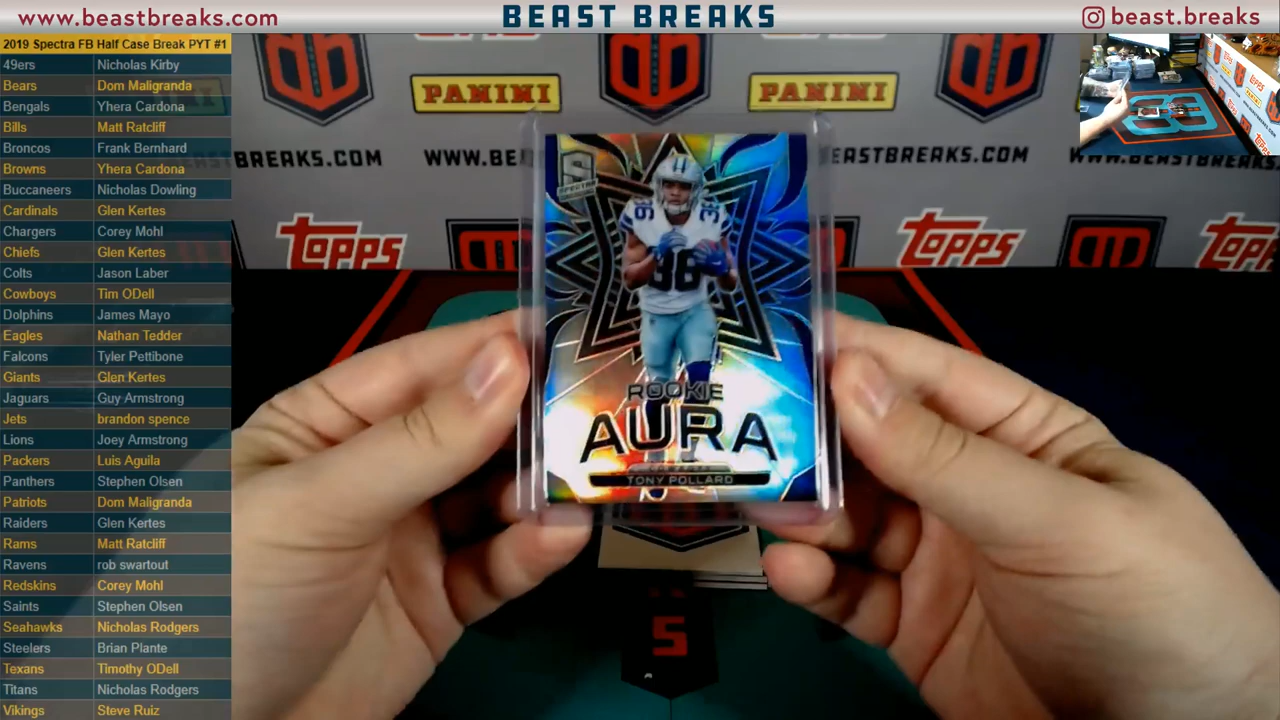 www.beastbreaks.com
BEAST BREAKS
beast.breaks
2019 Spectra FB Half Case Break PYT #1
49ers Nicholas Kirby
Bears Dom Maligranda
Bengals Yhera Cardona
Bills Matt Ratcliff
Broncos Frank Bernhard
Browns Yhera Cardona
Buccaneers Nicholas Dowling
Cardinals Glen Kertes
Chargers Corey Mohl
Chiefs Glen Kertes
Colts Jason Laber
Cowboys Tim ODell
Dolphins James Mayo
Eagles Nathan Tedder
Falcons Tyler Pettibone
Giants Glen Kertes
Jaguars Guy Armstrong
Jets brandon spence
Lions Joey Armstrong
Packers Luis Aguila
Panthers Stephen Olsen
Patriots Dom Maligranda
Raiders Glen Kertes
Rams Matt Ratcliff
Ravens rob swartout
Redskins Corey Mohl
Saints Stephen Olsen
Seahawks Nicholas Rodgers
Steelers Brian Plante
Texans Timothy ODell
Titans Nicholas Rodgers
Vikings Steve Ruiz
PANINI
PANINI
BREAKS.COM
WWW.BE
EASTBREAKS.COM
WWW.BEASTBREAKS.COM
topps
topps
topps
SPECTRA
36
36
36
ROOKIE
AURA
TONY POLLARD
5